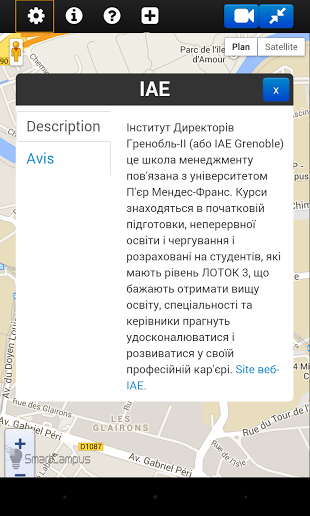 Parc de l'île
d'Amour
Plan
Satellite
90
IAE
x
Description
Avis
Інститут Директорів
Гренобль-II (або IAE Grenoble)
це школа менеджменту
пов'язана з університетом
П'єр Мендес-Франс. Курси
знаходяться в початковій
підготовки, неперервної
освіти і чергування і
розраховані на студентів, які
мають рівень ЛОТОК 3, що
бажають отримати вищу
освіту, спеціальності та
керівники прагнуть
удосконалюватися і
розвиватися у своїй
професійній кар'єрі. Site веб-
IAE.
Av. du Doyen Louis
Rue des Glairons
LES
GLAIRONS
Av. Gabriel Péri
D1087
Av. Gabriel Péri
Rue de l'Isle
Rue du Tour de l
SmartCampus